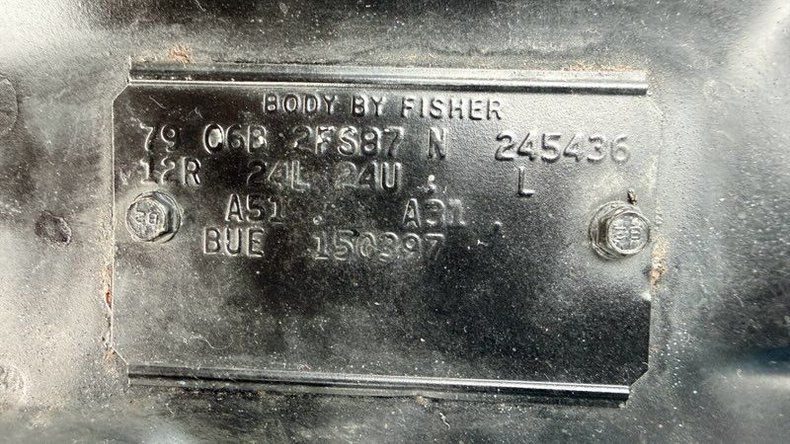 BODY BY FISHER
79 C6B 2FS87 N 245436
12R 24L 24U : L
A51 . A31 .
BUE 150397